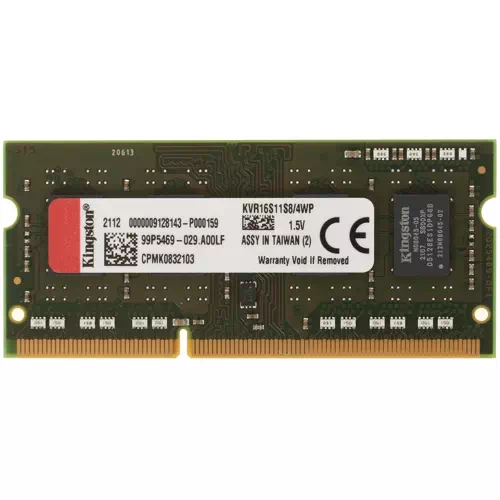 20613
Kingston
2112 0000009128143-P000159
99P5469-029.A00LF
CPMK0832103
KVR16S11S8/4WP
1.5V
ASSY IN TAIWAN (2)
Warranty Void If Removed
Kingston
2107